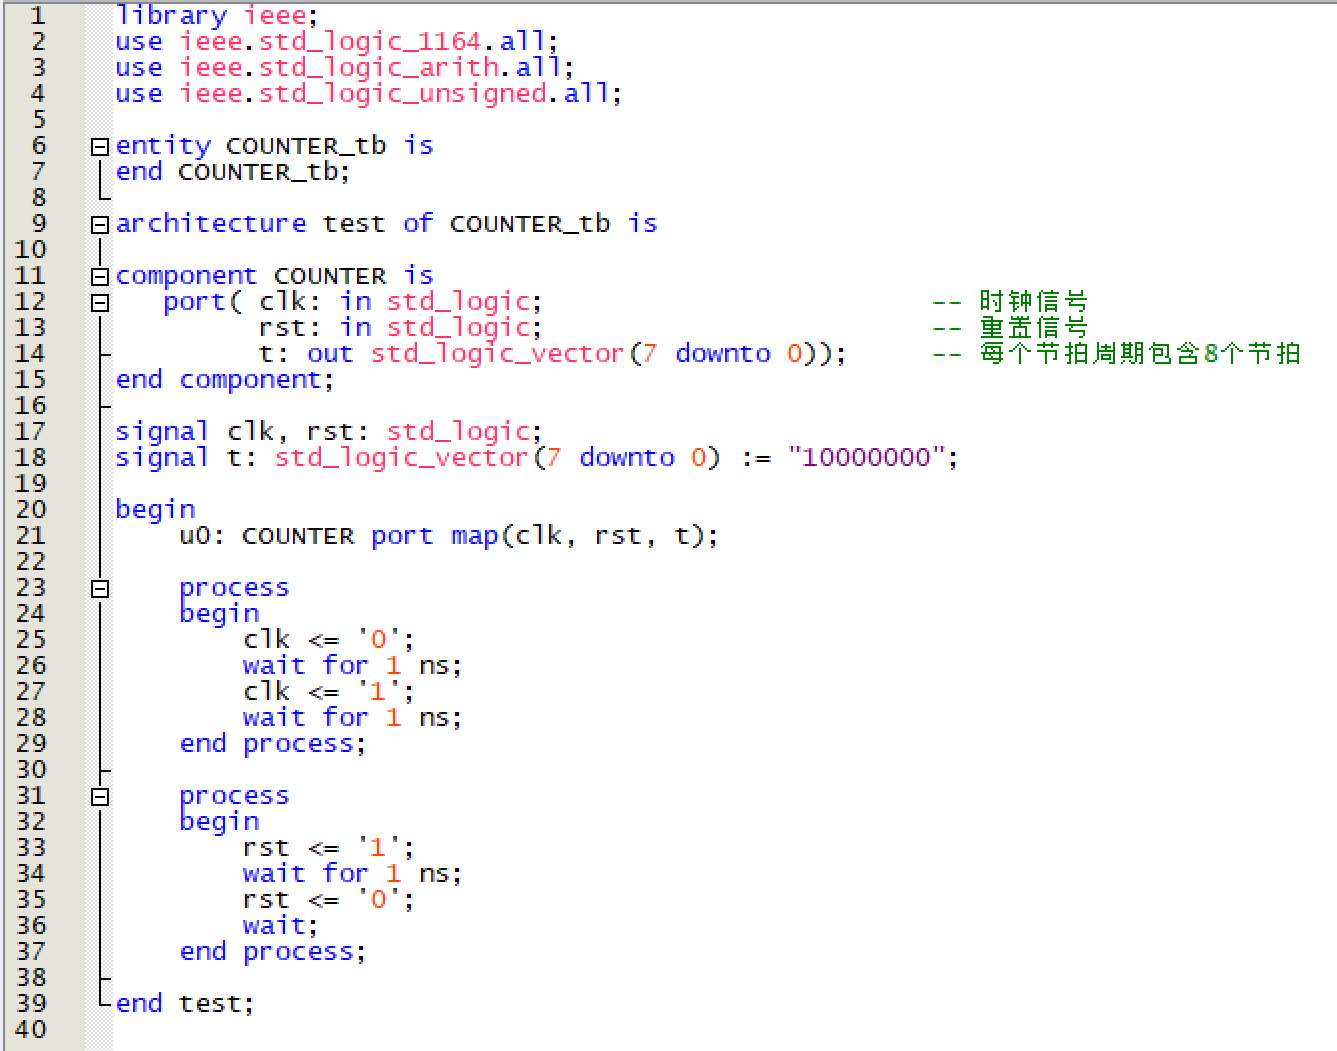 1 library ieee;
2 use ieee.std_logic_1164.all;
3 use ieee.std_logic_arith.all;
4 use ieee.std_logic_unsigned.all;
5
6 entity COUNTER_tb is
7 end COUNTER_tb;
8
9 architecture test of COUNTER_tb is
10
11 component COUNTER is
12    port( clk: in std_logic;                         -- 时钟信号
13          rst: in std_logic;                         -- 重置信号
14          t: out std_logic_vector(7 downto 0));      -- 每个节拍周期包含8个节拍
15 end component;
16
17 signal clk, rst: std_logic;
18 signal t: std_logic_vector(7 downto 0) := "10000000";
19
20 begin
21     u0: COUNTER port map(clk, rst, t);
22
23     process
24     begin
25         clk <= '0';
26         wait for 1 ns;
27         clk <= '1';
28         wait for 1 ns;
29     end process;
30
31     process
32     begin
33         rst <= '1';
34         wait for 1 ns;
35         rst <= '0';
36         wait;
37     end process;
38
39 end test;
40